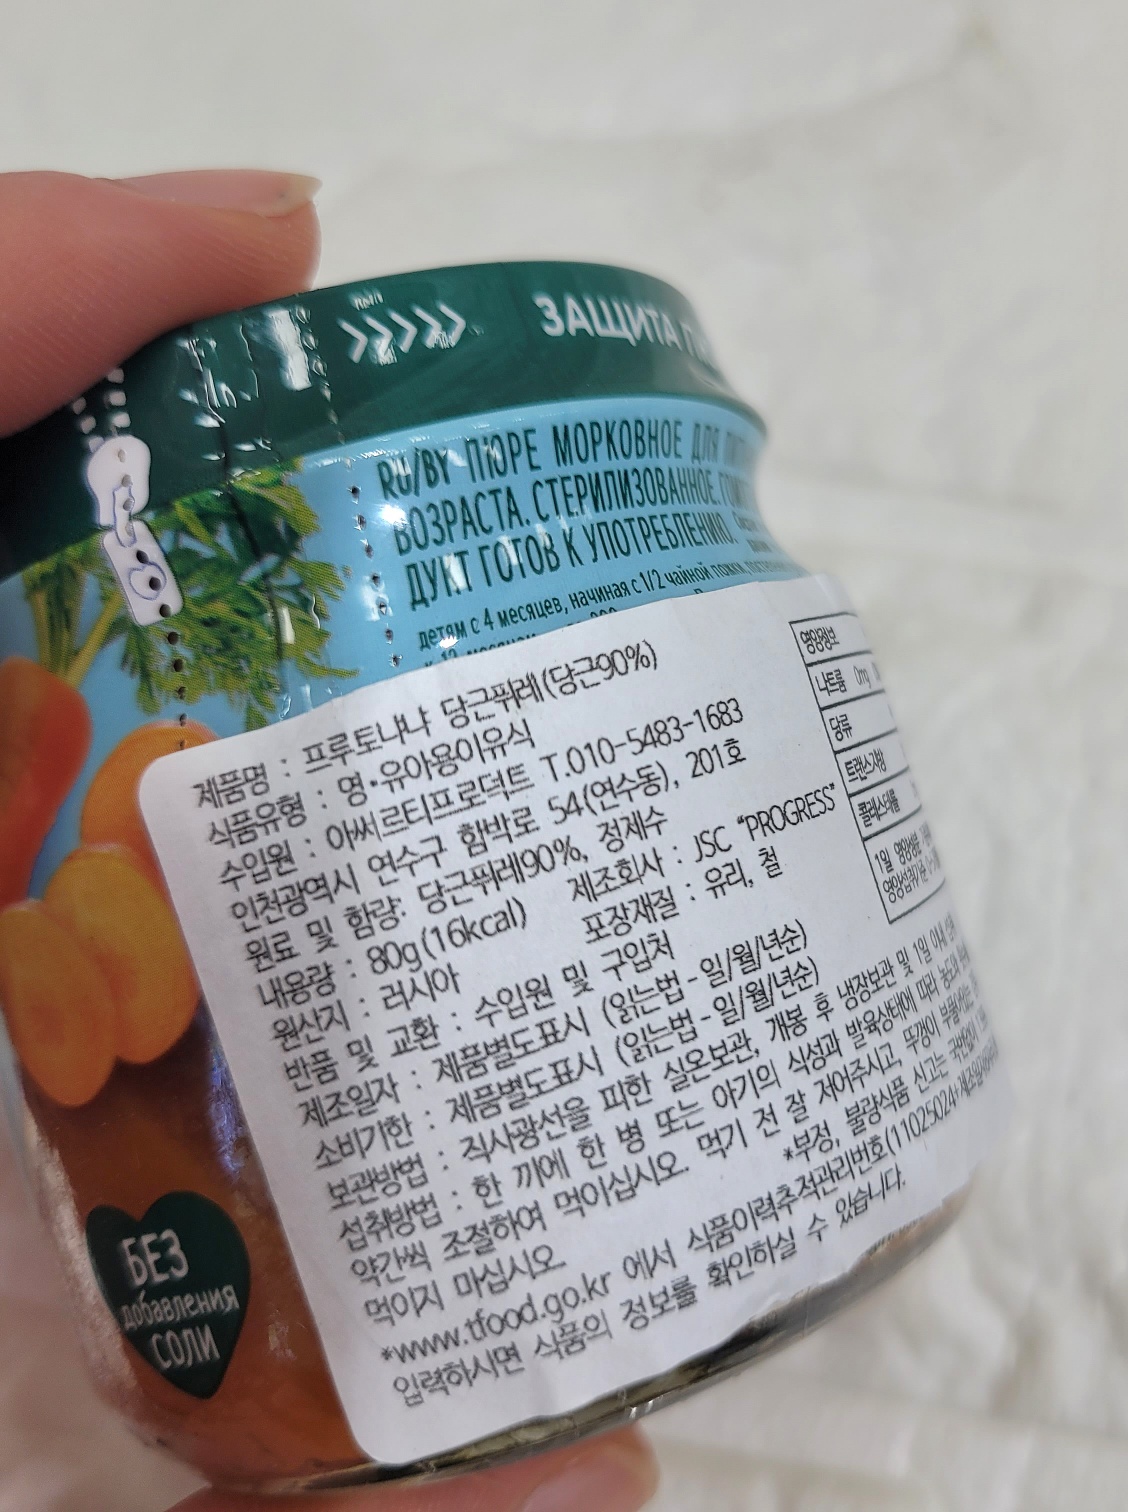 ЗАЩИТА
RU/BY ПЮРЕ МОРКОВНОЕ ДЛЯ
ВОЗРАСТА. СТЕРИЛИЗОВАННОЕ.
ДУКТ ГОТОВ К УПОТРЕБЛЕНИЮ.
детям с 4 месяцев, начиная с 1/2 чайной ложки,
제품명 : 프루토냐냐 당근퓌레(당근90%)
식품유형 : 영·유아용이유식
수입원 : 아써르티프로덕트 T.010-5483-1683
인천광역시 연수구 함박로 54(연수동), 201호
원료 및 함량: 당근퓌레90%, 정제수
내용량 : 80g(16kcal) 제조회사 : JSC “PROGRESS”
원산지 : 러시아 포장재질 : 유리, 철
반품 및 교환 : 수입원 및 구입처
제조일자 : 제품별도표시 (읽는법-일/월/년순)
소비기한 : 제품별도표시 (읽는법-일/월/년순)
보관방법 : 직사광선을 피한 실온보관, 개봉 후 냉장보관 및 1일 이내
섭취방법 : 한 끼에 한 병 또는 아기의 식성과 발육상태에 따라 농도와
약간씩 조절하여 먹이십시오. 먹기 전 잘 저어주시고, 뚜껑이
먹이지 마십시오. *부정, 불량식품 신고는 국번없이
*www.tfood.go.kr 에서 식품이력추적관리번호(11025024+제조일자
입력하시면 식품의 정보를 확인하실 수 있습니다.
영양정보
나트륨 0mg
당류
트랜스지방
콜레스테롤
1일 영양성분
БЕЗ
добавления
СОЛИ